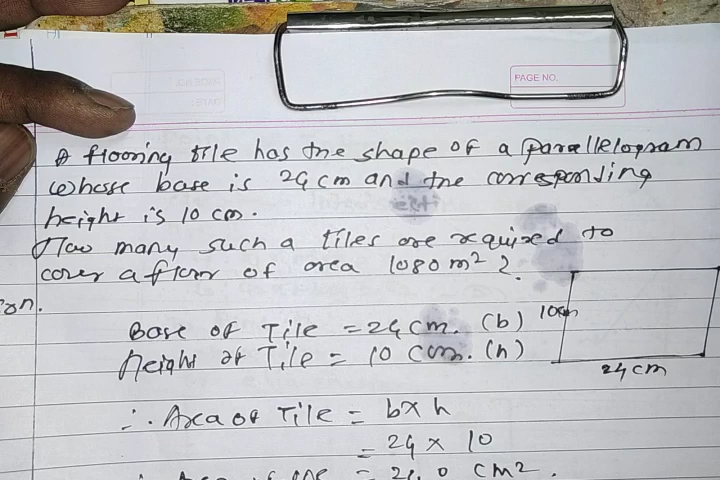 PAGE NO.
A flooring tile has the shape of a parallelogram
whose base is 24 cm and the corresponding
height is 10 cm.
How many such a tiles are required to
cover a floor of area 1080 m² ?
Base of Tile = 24 cm. (b)
10cm
Height of Tile = 10 cm. (h)
24 cm
∴ Area of Tile = b x h
= 24 x 10
= 240 cm2.